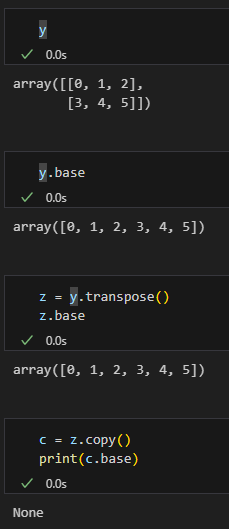 y
✓ 0.0s
array([[0, 1, 2],
       [3, 4, 5]])
y.base
✓ 0.0s
array([0, 1, 2, 3, 4, 5])
z = y.transpose()
z.base
✓ 0.0s
array([0, 1, 2, 3, 4, 5])
c = z.copy()
print(c.base)
✓ 0.0s
None